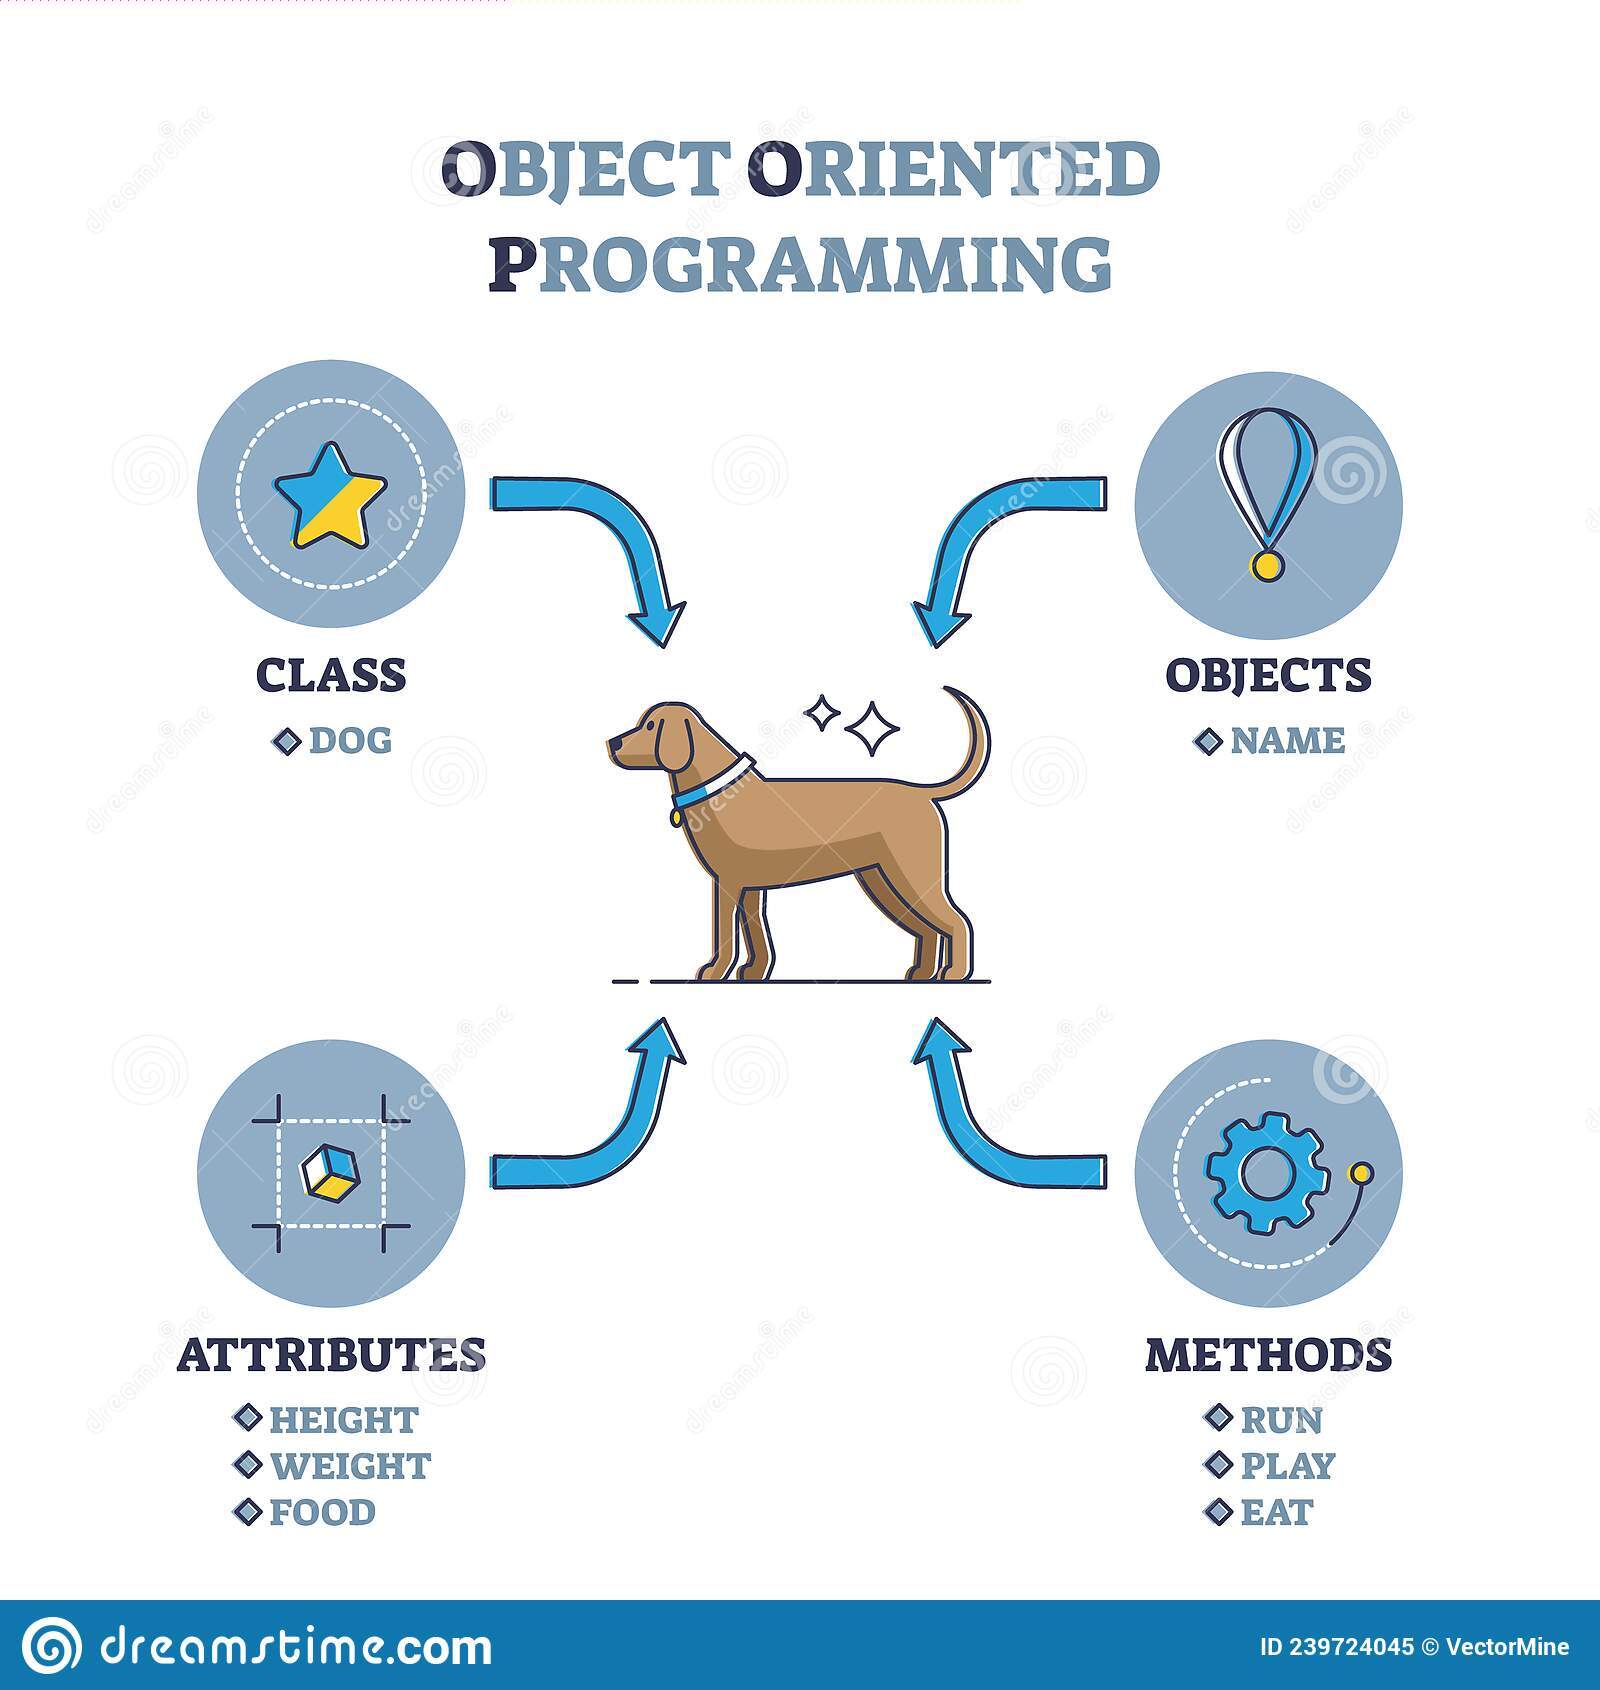 OBJECT ORIENTED
PROGRAMMING
CLASS
DOG
OBJECTS
NAME
ATTRIBUTES
HEIGHT
WEIGHT
FOOD
METHODS
RUN
PLAY
EAT
dreamstime.com
ID 239724045 © VectorMine